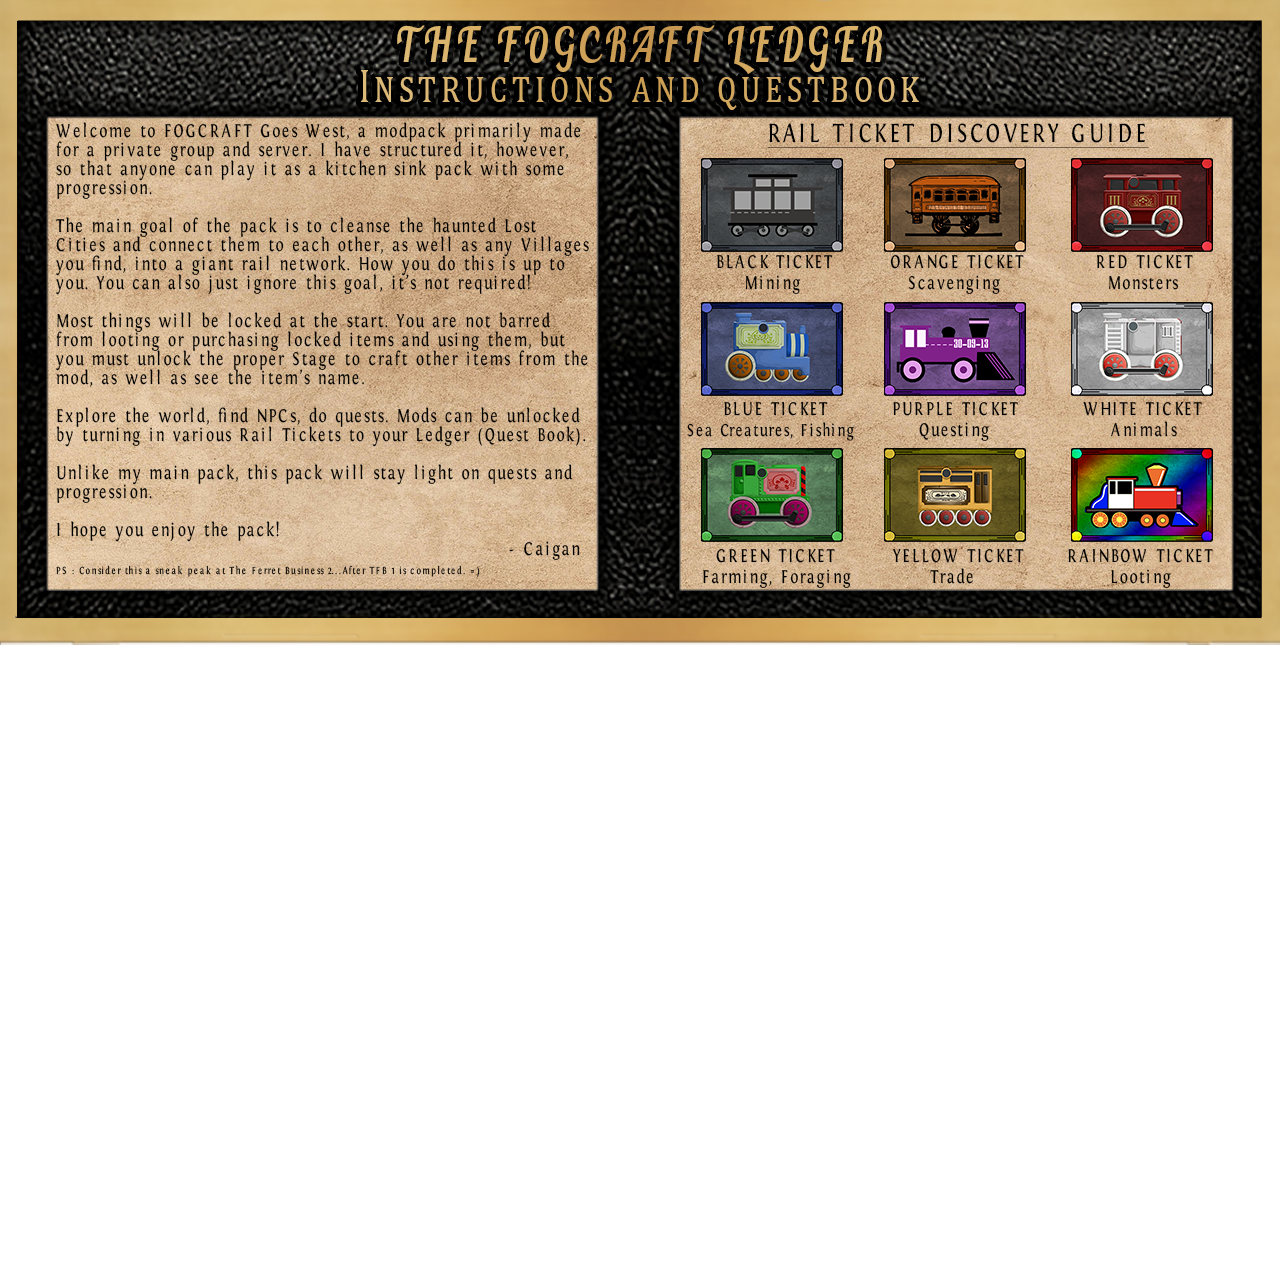 THE FOGCRAFT LEDGER
INSTRUCTIONS AND QUESTBOOK
Welcome to FOGCRAFT Goes West, a modpack primarily made
for a private group and server. I have structured it, however,
so that anyone can play it as a kitchen sink pack with some
progression.
The main goal of the pack is to cleanse the haunted Lost
Cities and connect them to each other, as well as any Villages
you find, into a giant rail network. How you do this is up to
you. You can also just ignore this goal, it's not required!
Most things will be locked at the start. You are not barred
from looting or purchasing locked items and using them, but
you must unlock the proper Stage to craft other items from the
mod, as well as see the item's name.
Explore the world, find NPCs, do quests. Mods can be unlocked
by turning in various Rail Tickets to your Ledger (Quest Book).
Unlike my main pack, this pack will stay light on quests and
progression.
I hope you enjoy the pack!
- Caigan
PS : Consider this a sneak peak at The Ferret Business 2...After TFB 1 is completed. =)
RAIL TICKET DISCOVERY GUIDE
BLACK TICKET
Mining
ORANGE TICKET
Scavenging
RED TICKET
Monsters
30-09-13
BLUE TICKET
Sea Creatures, Fishing
PURPLE TICKET
Questing
WHITE TICKET
Animals
GREEN TICKET
Farming, Foraging
YELLOW TICKET
Trade
RAINBOW TICKET
Looting